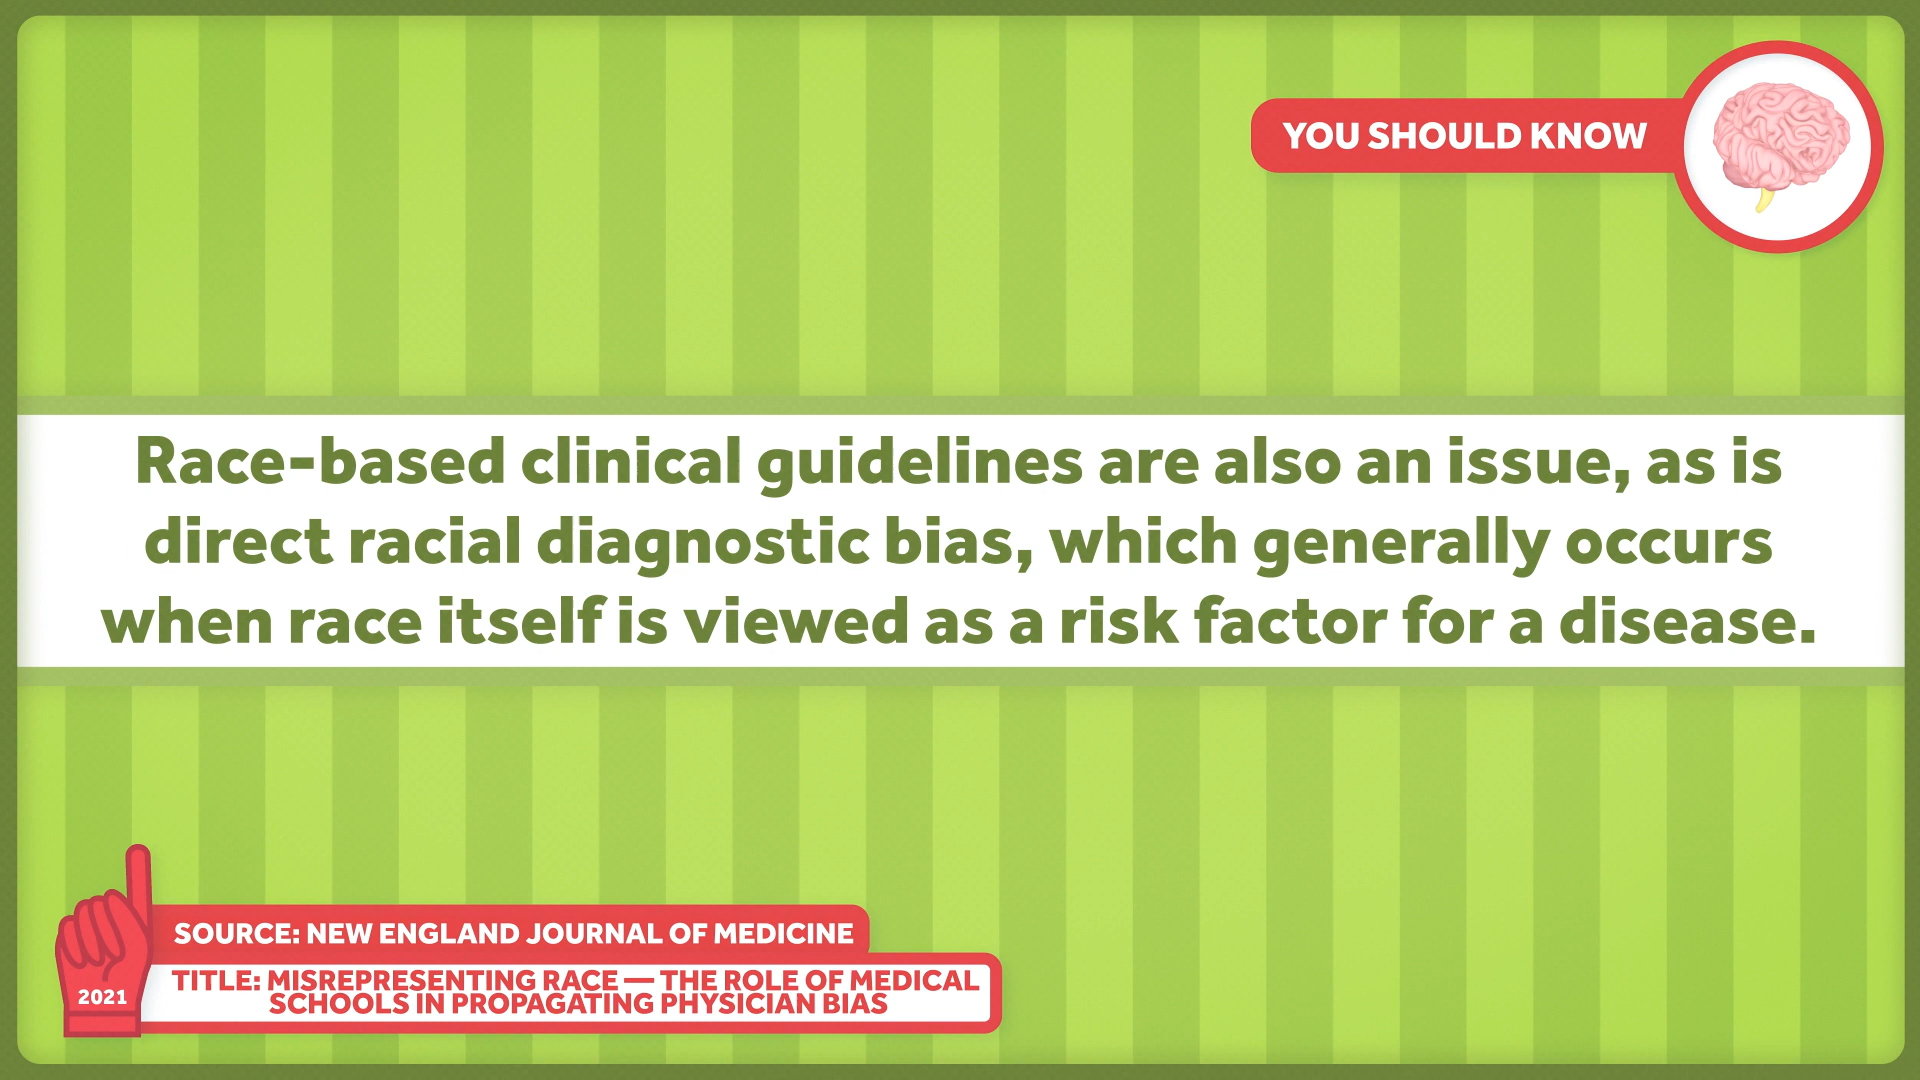 YOU SHOULD KNOW
Race-based clinical guidelines are also an issue, as is
direct racial diagnostic bias, which generally occurs
when race itself is viewed as a risk factor for a disease.
2021
SOURCE: NEW ENGLAND JOURNAL OF MEDICINE
TITLE: MISREPRESENTING RACE — THE ROLE OF MEDICAL
SCHOOLS IN PROPAGATING PHYSICIAN BIAS